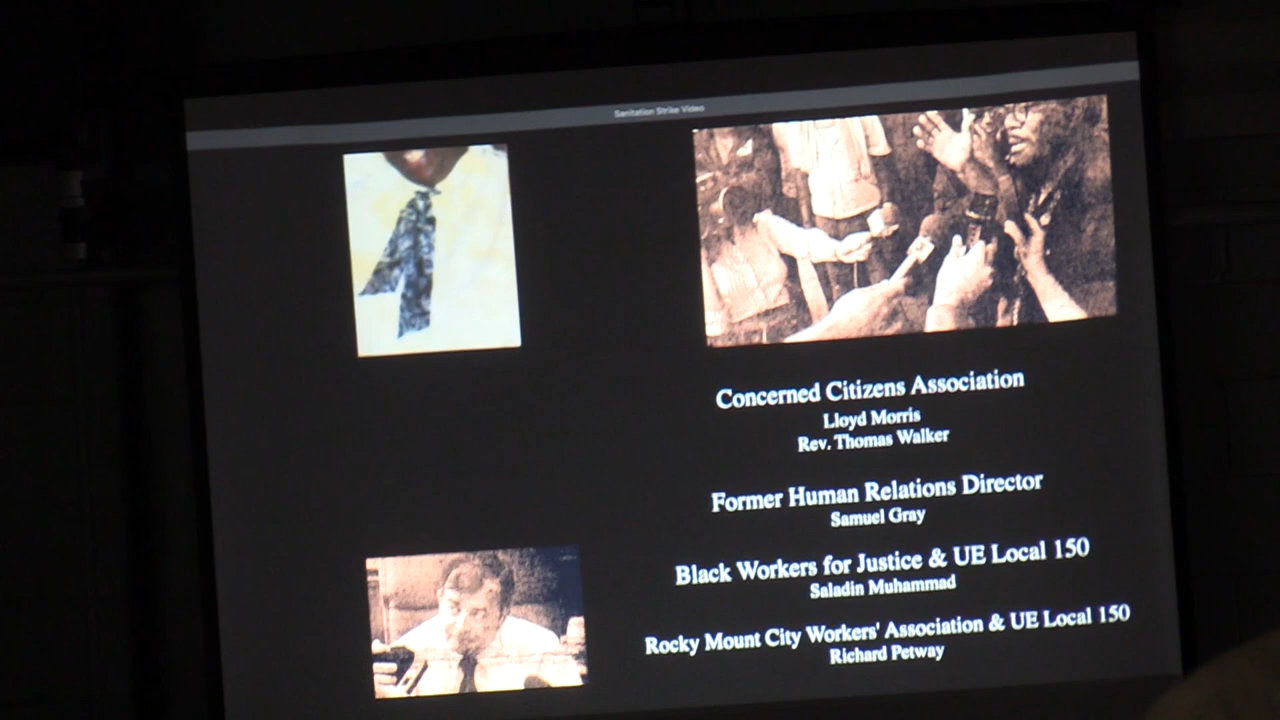 Sanitation Strike Video
Concerned Citizens Association
Lloyd Morris
Rev. Thomas Walker
Former Human Relations Director
Samuel Gray
Black Workers for Justice & UE Local 150
Saladin Muhammad
Rocky Mount City Workers' Association & UE Local 150
Richard Petway